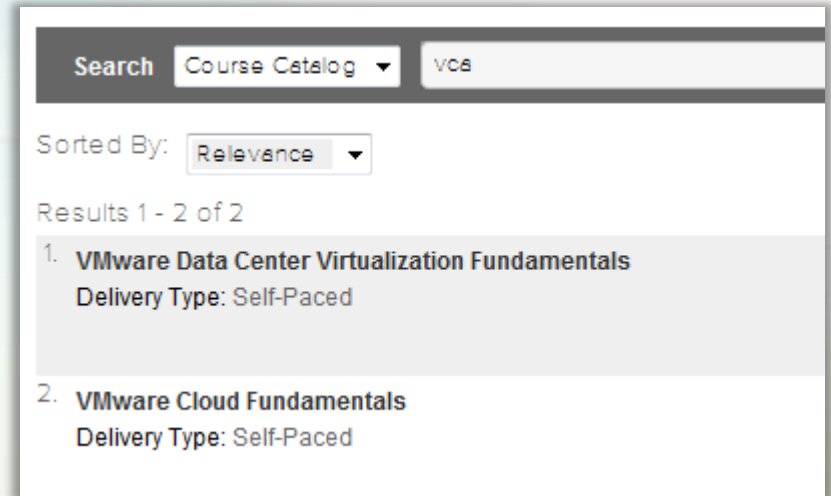 Search Course Catalog vca
Sorted By: Relevance
Results 1 - 2 of 2
1. VMware Data Center Virtualization Fundamentals
Delivery Type: Self-Paced
2. VMware Cloud Fundamentals
Delivery Type: Self-Paced